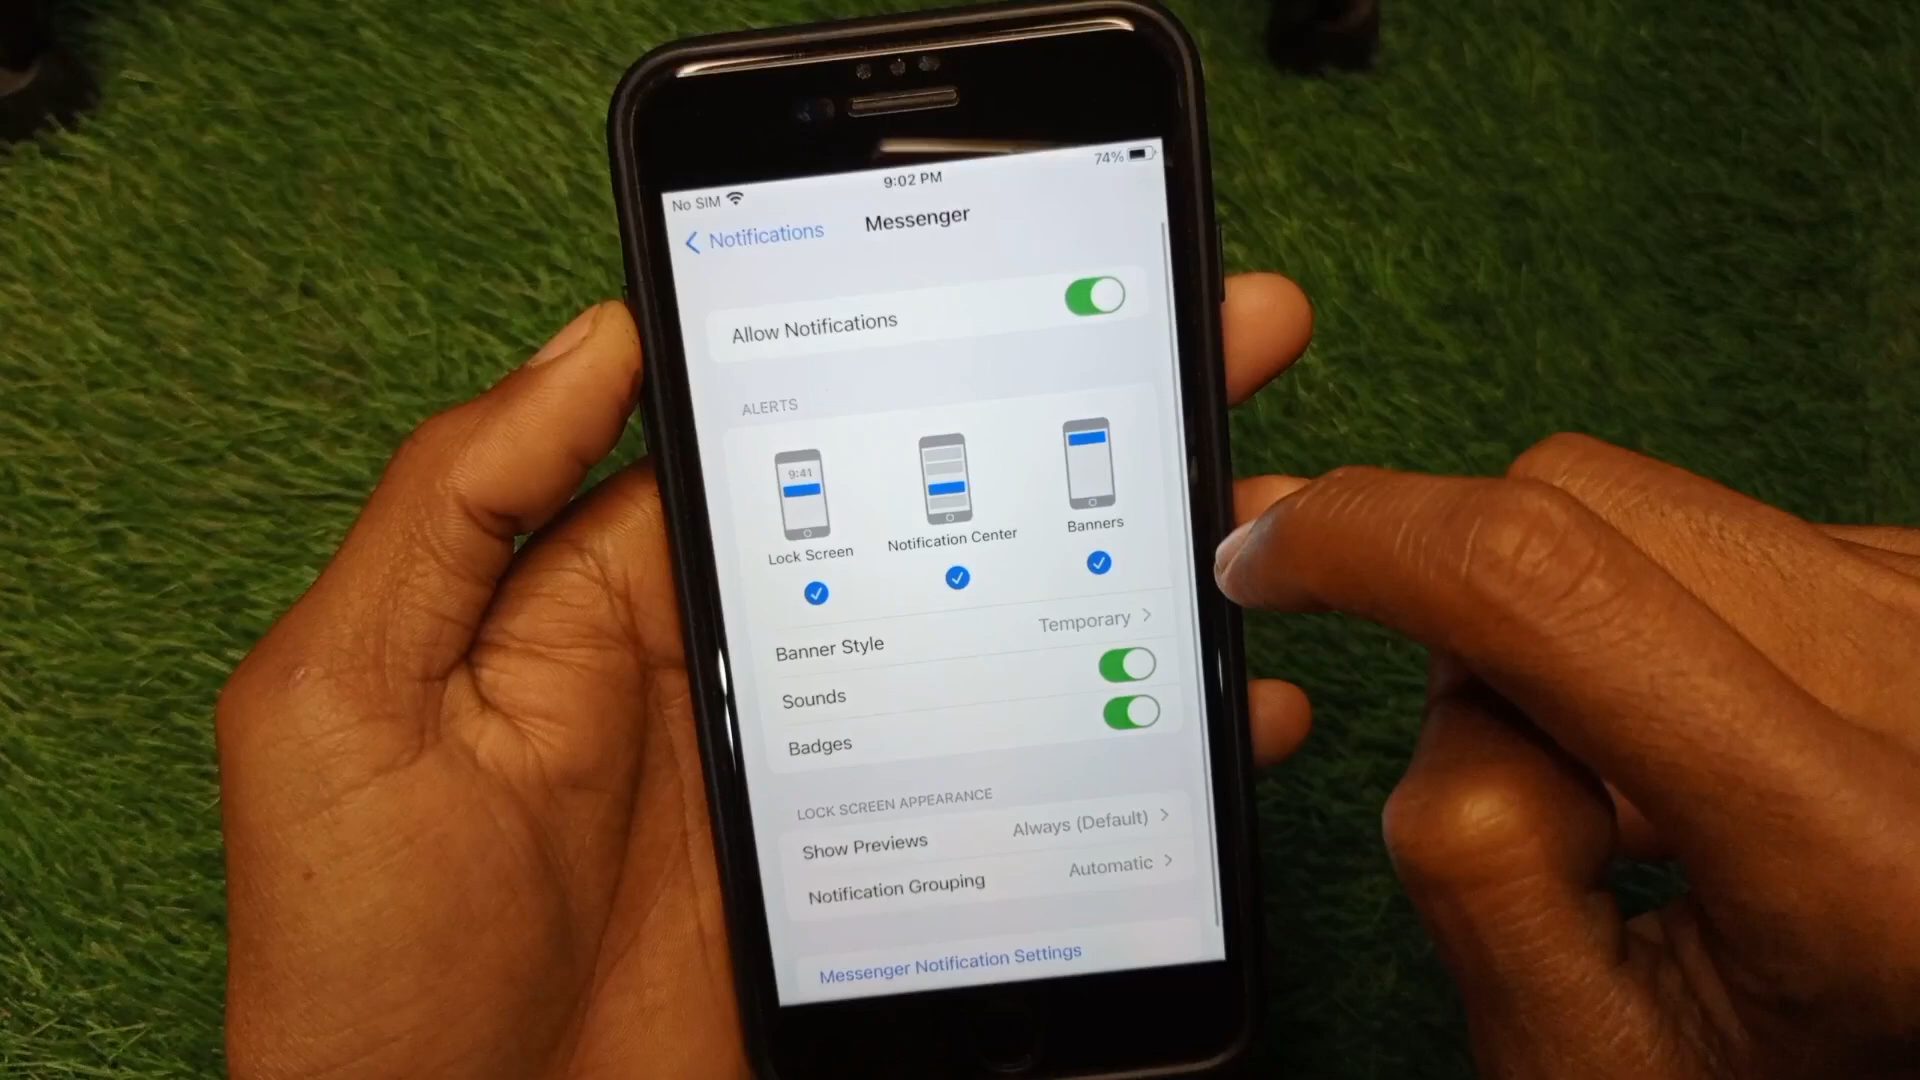 No SIM 9:02 PM 74%
Notifications Messenger
Allow Notifications
ALERTS
9:41
Lock Screen Notification Center Banners
Banner Style Temporary
Sounds
Badges
LOCK SCREEN APPEARANCE
Show Previews Always (Default)
Notification Grouping Automatic
Messenger Notification Settings